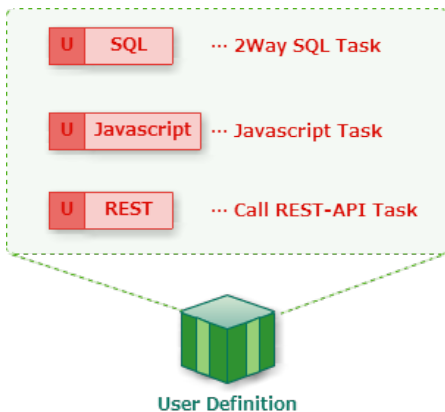 U SQL ··· 2Way SQL Task
U Javascript ··· Javascript Task
U REST ··· Call REST-API Task
User Definition